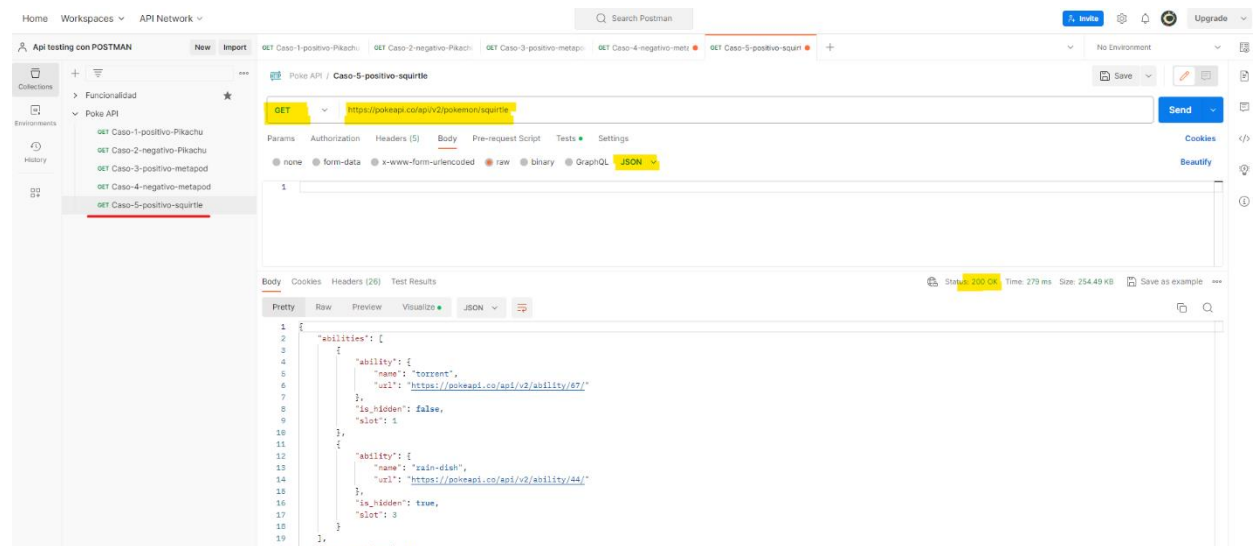 Home Workspaces API Network Search Postman Invite Upgrade
Api testing con POSTMAN New Import GET Caso-1-positivo-Pikachu GET Caso-2-negativo-Pikach GET Caso-3-positivo-metapo GET Caso-4-negativo-meta GET Caso-5-positivo-squirt + No Environment
Collections
Environments
History
Funcionalidad
Poke API
GET Caso-1-positivo-Pikachu
GET Caso-2-negativo-Pikachu
GET Caso-3-positivo-metapod
GET Caso-4-negativo-metapod
GET Caso-5-positivo-squirtle
Poke API / Caso-5-positivo-squirtle Save
GET https://pokeapi.co/api/v2/pokemon/squirtle Send
Params Authorization Headers (5) Body Pre-request Script Tests Settings Cookies
none form-data x-www-form-urlencoded raw binary GraphQL JSON Beautify
1
Body Cookies Headers (26) Test Results Status: 200 OK Time: 279 ms Size: 254.49 KB Save as example
Pretty Raw Preview Visualize JSON
1 {
2 "abilities": [
3 {
4 "ability": {
5 "name": "torrent",
6 "url": "https://pokeapi.co/api/v2/ability/67/"
7 },
8 "is_hidden": false,
9 "slot": 1
10 },
11 {
12 "ability": {
13 "name": "rain-dish",
14 "url": "https://pokeapi.co/api/v2/ability/44/"
15 },
16 "is_hidden": true,
17 "slot": 3
18 }
19 ],